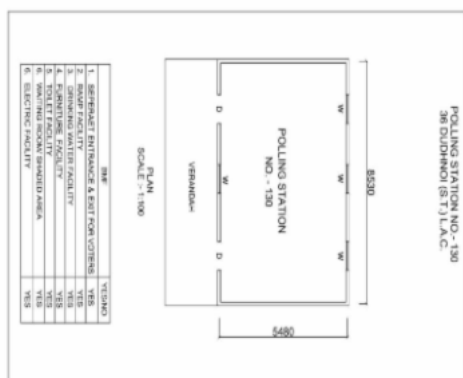 POLLING STATION NO.- 130
36 DUDHNOI (S.T.) L.A.C.
8530
W
W
W
5480
POLLING STATION
NO. - 130
D
W
D
VERANDAH
PLAN
SCALE :- 1:100
BMF YES/NO
1. SEPERAET ENTRANCE & EXIT FOR VOTERS YES
2. RAMP FACILITY YES
3. DRINKING WATER FACILITY YES
4. FURNITURE FACILITY YES
5. TOILET FACILITY YES
6. WAITING ROOM/ SHADED AREA YES
6. ELECTRIC FACILITY YES